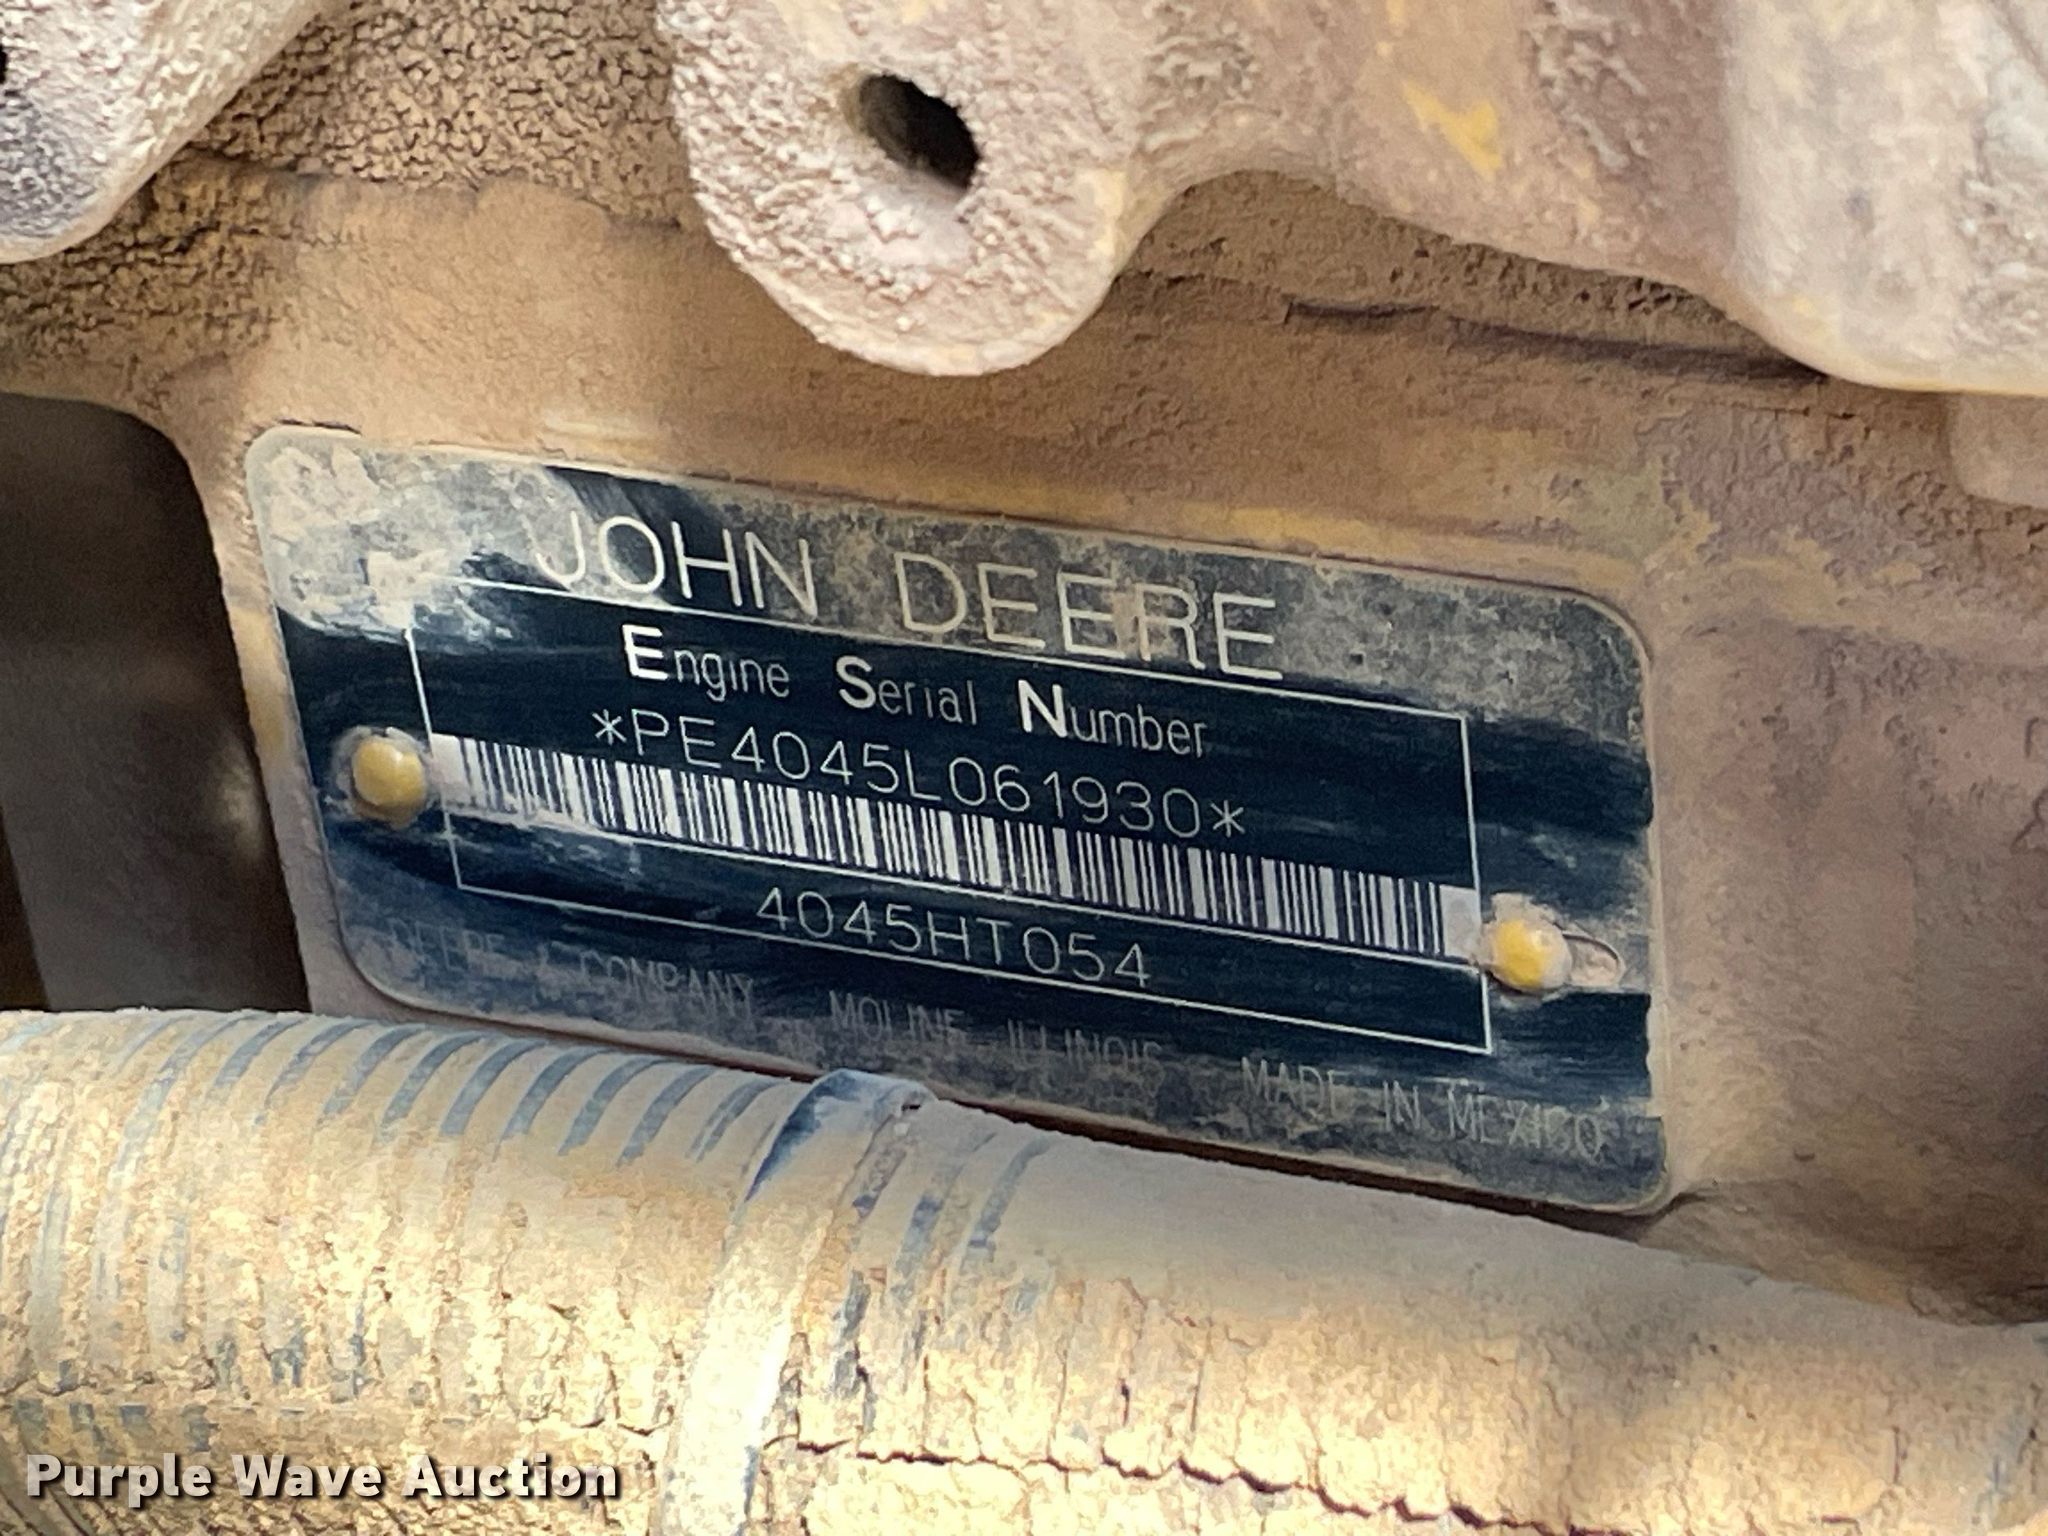 JOHN DEERE
Engine Serial Number
*PE4045L061930*
4045HT054
DEERE & COMPANY MOLINE ILLINOIS MADE IN MEXICO
Purple Wave Auction